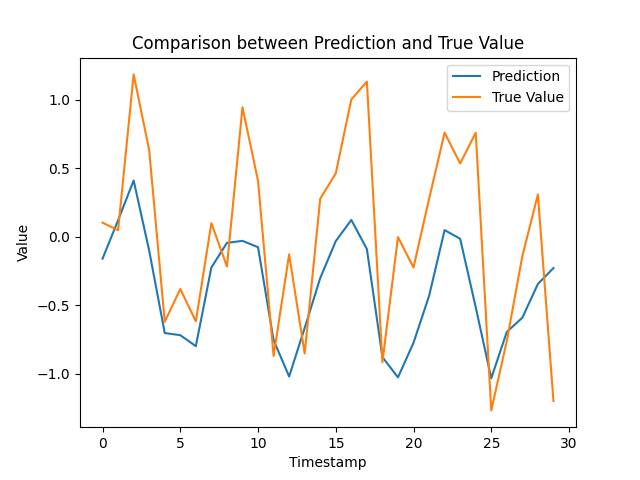 Comparison between Prediction and True Value
Prediction
True Value
1.0
0.5
0.0
−0.5
−1.0
Value
0 5 10 15 20 25 30
Timestamp